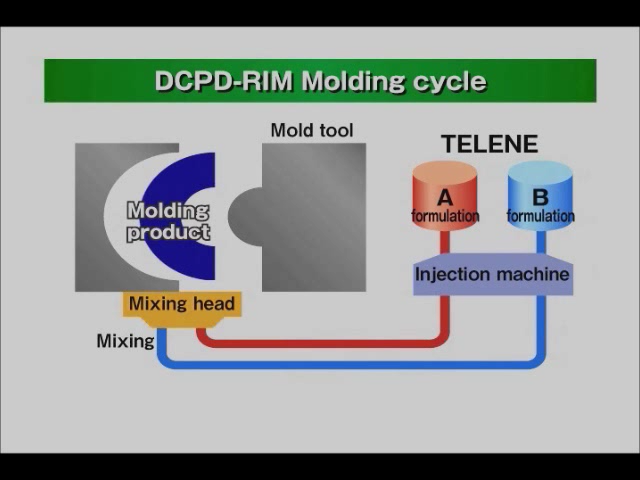 DCPD-RIM Molding cycle
Mold tool
TELENE
A
formulation
B
formulation
Molding
product
Injection machine
Mixing head
Mixing